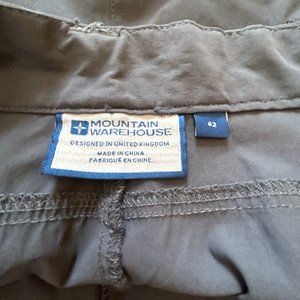 MOUNTAIN
WAREHOUSE
DESIGNED IN UNITED KINGDOM
MADE IN CHINA
FABRIQUÉ EN CHINE
42